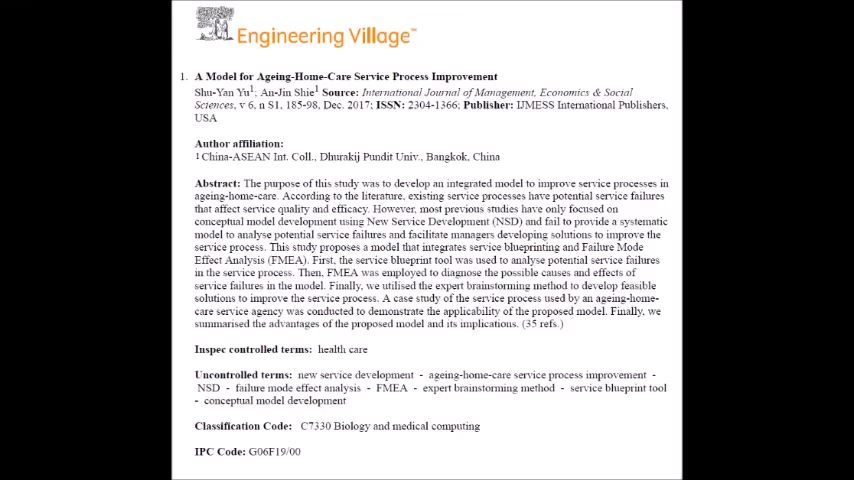 Engineering Village™
1. A Model for Ageing-Home-Care Service Process Improvement
Shu-Yan Yu1; An-Jin Shie1 Source: International Journal of Management, Economics & Social
Sciences, v 6, n S1, 185-98, Dec. 2017; ISSN: 2304-1366; Publisher: IJMESS International Publishers,
USA
Author affiliation:
1 China-ASEAN Int. Coll., Dhurakij Pundit Univ., Bangkok, China
Abstract: The purpose of this study was to develop an integrated model to improve service processes in
ageing-home-care. According to the literature, existing service processes have potential service failures
that affect service quality and efficacy. However, most previous studies have only focused on
conceptual model development using New Service Development (NSD) and fail to provide a systematic
model to analyse potential service failures and facilitate managers developing solutions to improve the
service process. This study proposes a model that integrates service blueprinting and Failure Mode
Effect Analysis (FMEA). First, the service blueprint tool was used to analyse potential service failures
in the service process. Then, FMEA was employed to diagnose the possible causes and effects of
service failures in the model. Finally, we utilised the expert brainstorming method to develop feasible
solutions to improve the service process. A case study of the service process used by an ageing-home-
care service agency was conducted to demonstrate the applicability of the proposed model. Finally, we
summarised the advantages of the proposed model and its implications. (35 refs.)
Inspec controlled terms: health care
Uncontrolled terms: new service development - ageing-home-care service process improvement -
NSD - failure mode effect analysis - FMEA - expert brainstorming method - service blueprint tool
- conceptual model development
Classification Code: C7330 Biology and medical computing
IPC Code: G06F19/00